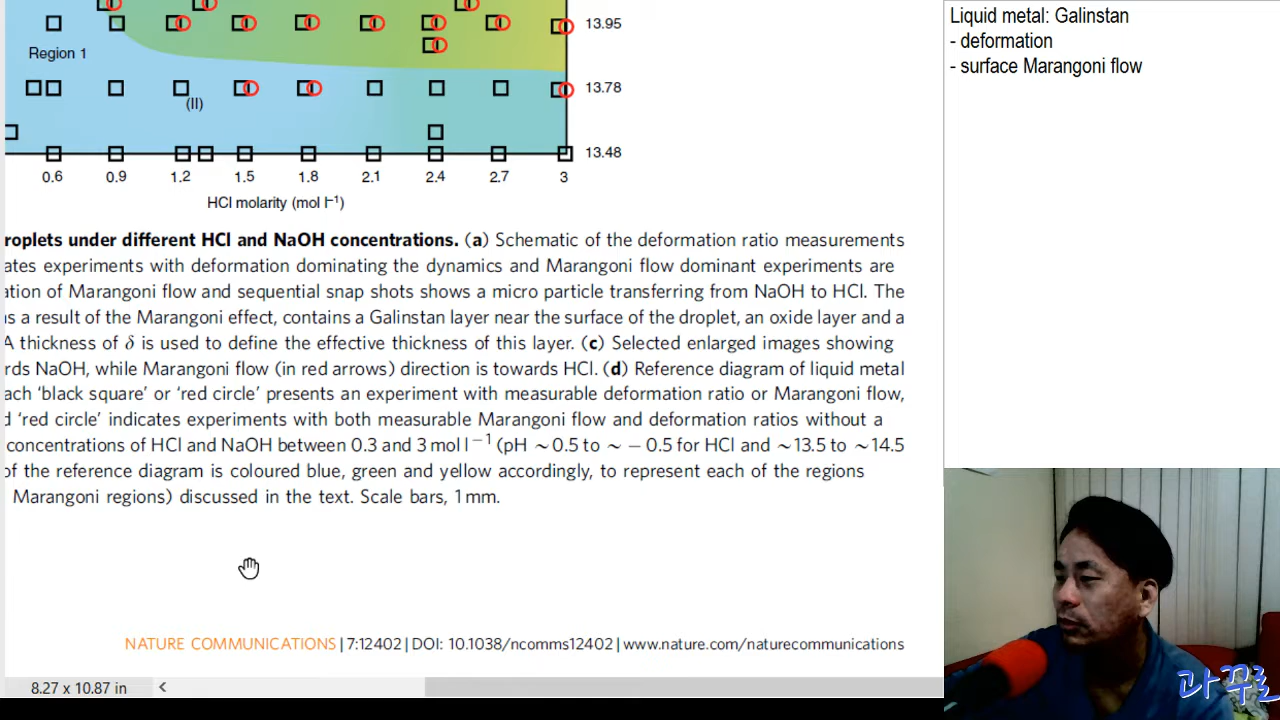 Liquid metal: Galinstan
- deformation
- surface Marangoni flow
13.95
Region 1
13.78
(II)
13.48
0.6 0.9 1.2 1.5 1.8 2.1 2.4 2.7 3
HCl molarity (mol l⁻¹)
roplets under different HCl and NaOH concentrations. (a) Schematic of the deformation ratio measurements
ates experiments with deformation dominating the dynamics and Marangoni flow dominant experiments are
ation of Marangoni flow and sequential snap shots shows a micro particle transferring from NaOH to HCl. The
s a result of the Marangoni effect, contains a Galinstan layer near the surface of the droplet, an oxide layer and a
A thickness of δ is used to define the effective thickness of this layer. (c) Selected enlarged images showing
rds NaOH, while Marangoni flow (in red arrows) direction is towards HCl. (d) Reference diagram of liquid metal
ach 'black square' or 'red circle' presents an experiment with measurable deformation ratio or Marangoni flow,
d 'red circle' indicates experiments with both measurable Marangoni flow and deformation ratios without a
concentrations of HCl and NaOH between 0.3 and 3 mol l⁻¹ (pH ~0.5 to ~ − 0.5 for HCl and ~13.5 to ~14.5
of the reference diagram is coloured blue, green and yellow accordingly, to represent each of the regions
Marangoni regions) discussed in the text. Scale bars, 1 mm.
NATURE COMMUNICATIONS | 7:12402 | DOI: 10.1038/ncomms12402 | www.nature.com/naturecommunications
8.27 x 10.87 in
과꾸로